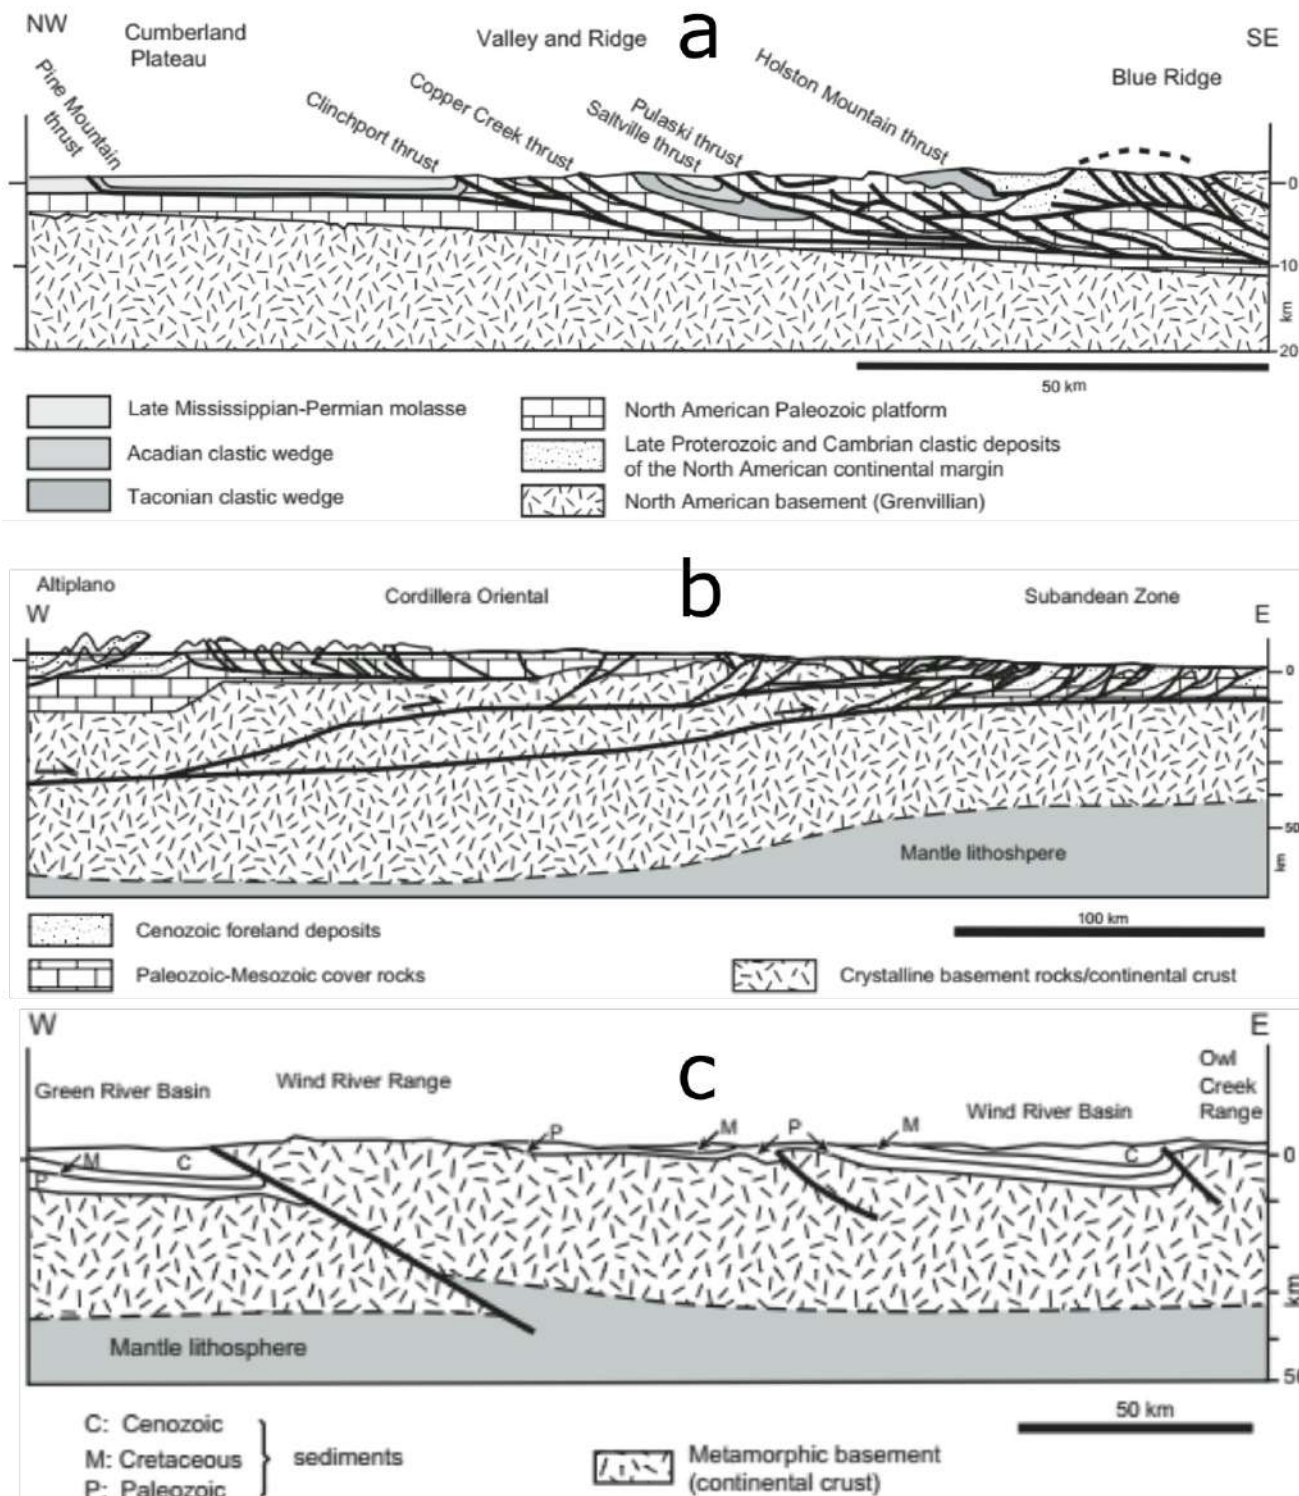 NW
Cumberland
Plateau
Valley and Ridge
a
SE
Blue Ridge
Pine Mountain
thrust
Clinchport thrust
Copper Creek thrust
Saltville thrust
Pulaski thrust
Holston Mountain thrust
0
10
km
20
50 km
Late Mississippian-Permian molasse
Acadian clastic wedge
Taconian clastic wedge
North American Paleozoic platform
Late Proterozoic and Cambrian clastic deposits
of the North American continental margin
North American basement (Grenvillian)
Altiplano
W
Cordillera Oriental
b
Subandean Zone
E
0
50
km
Mantle lithoshpere
100 km
Cenozoic foreland deposits
Paleozoic-Mesozoic cover rocks
Crystalline basement rocks/continental crust
W
E
c
Green River Basin
Wind River Range
Wind River Basin
Owl
Creek
Range
M
C
P
P
M
P
M
C
0
km
50
Mantle lithosphere
50 km
C: Cenozoic
M: Cretaceous
P: Paleozoic
sediments
Metamorphic basement
(continental crust)